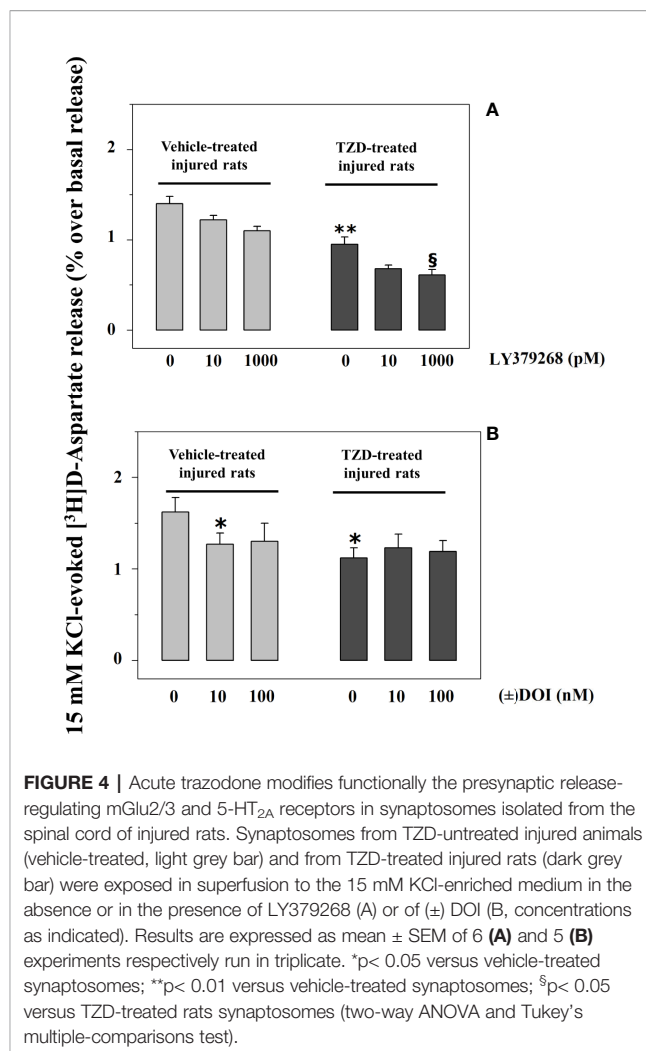 15 mM KCl-evoked [³H]D-Aspartate release (% over basal release)
A
2
1
0
Vehicle-treated
injured rats
TZD-treated
injured rats
**
§
0 10 1000 0 10 1000
LY379268 (pM)
B
2
1
0
Vehicle-treated
injured rats
TZD-treated
injured rats
*
*
0 10 100 0 10 100
(±)DOI (nM)
FIGURE 4 | Acute trazodone modifies functionally the presynaptic release-
regulating mGlu2/3 and 5-HT₂A receptors in synaptosomes isolated from the
spinal cord of injured rats. Synaptosomes from TZD-untreated injured animals
(vehicle-treated, light grey bar) and from TZD-treated injured rats (dark grey
bar) were exposed in superfusion to the 15 mM KCl-enriched medium in the
absence or in the presence of LY379268 (A) or of (±) DOI (B, concentrations
as indicated). Results are expressed as mean ± SEM of 6 (A) and 5 (B)
experiments respectively run in triplicate. *p< 0.05 versus vehicle-treated
synaptosomes; **p< 0.01 versus vehicle-treated synaptosomes; §p< 0.05
versus TZD-treated rats synaptosomes (two-way ANOVA and Tukey's
multiple-comparisons test).